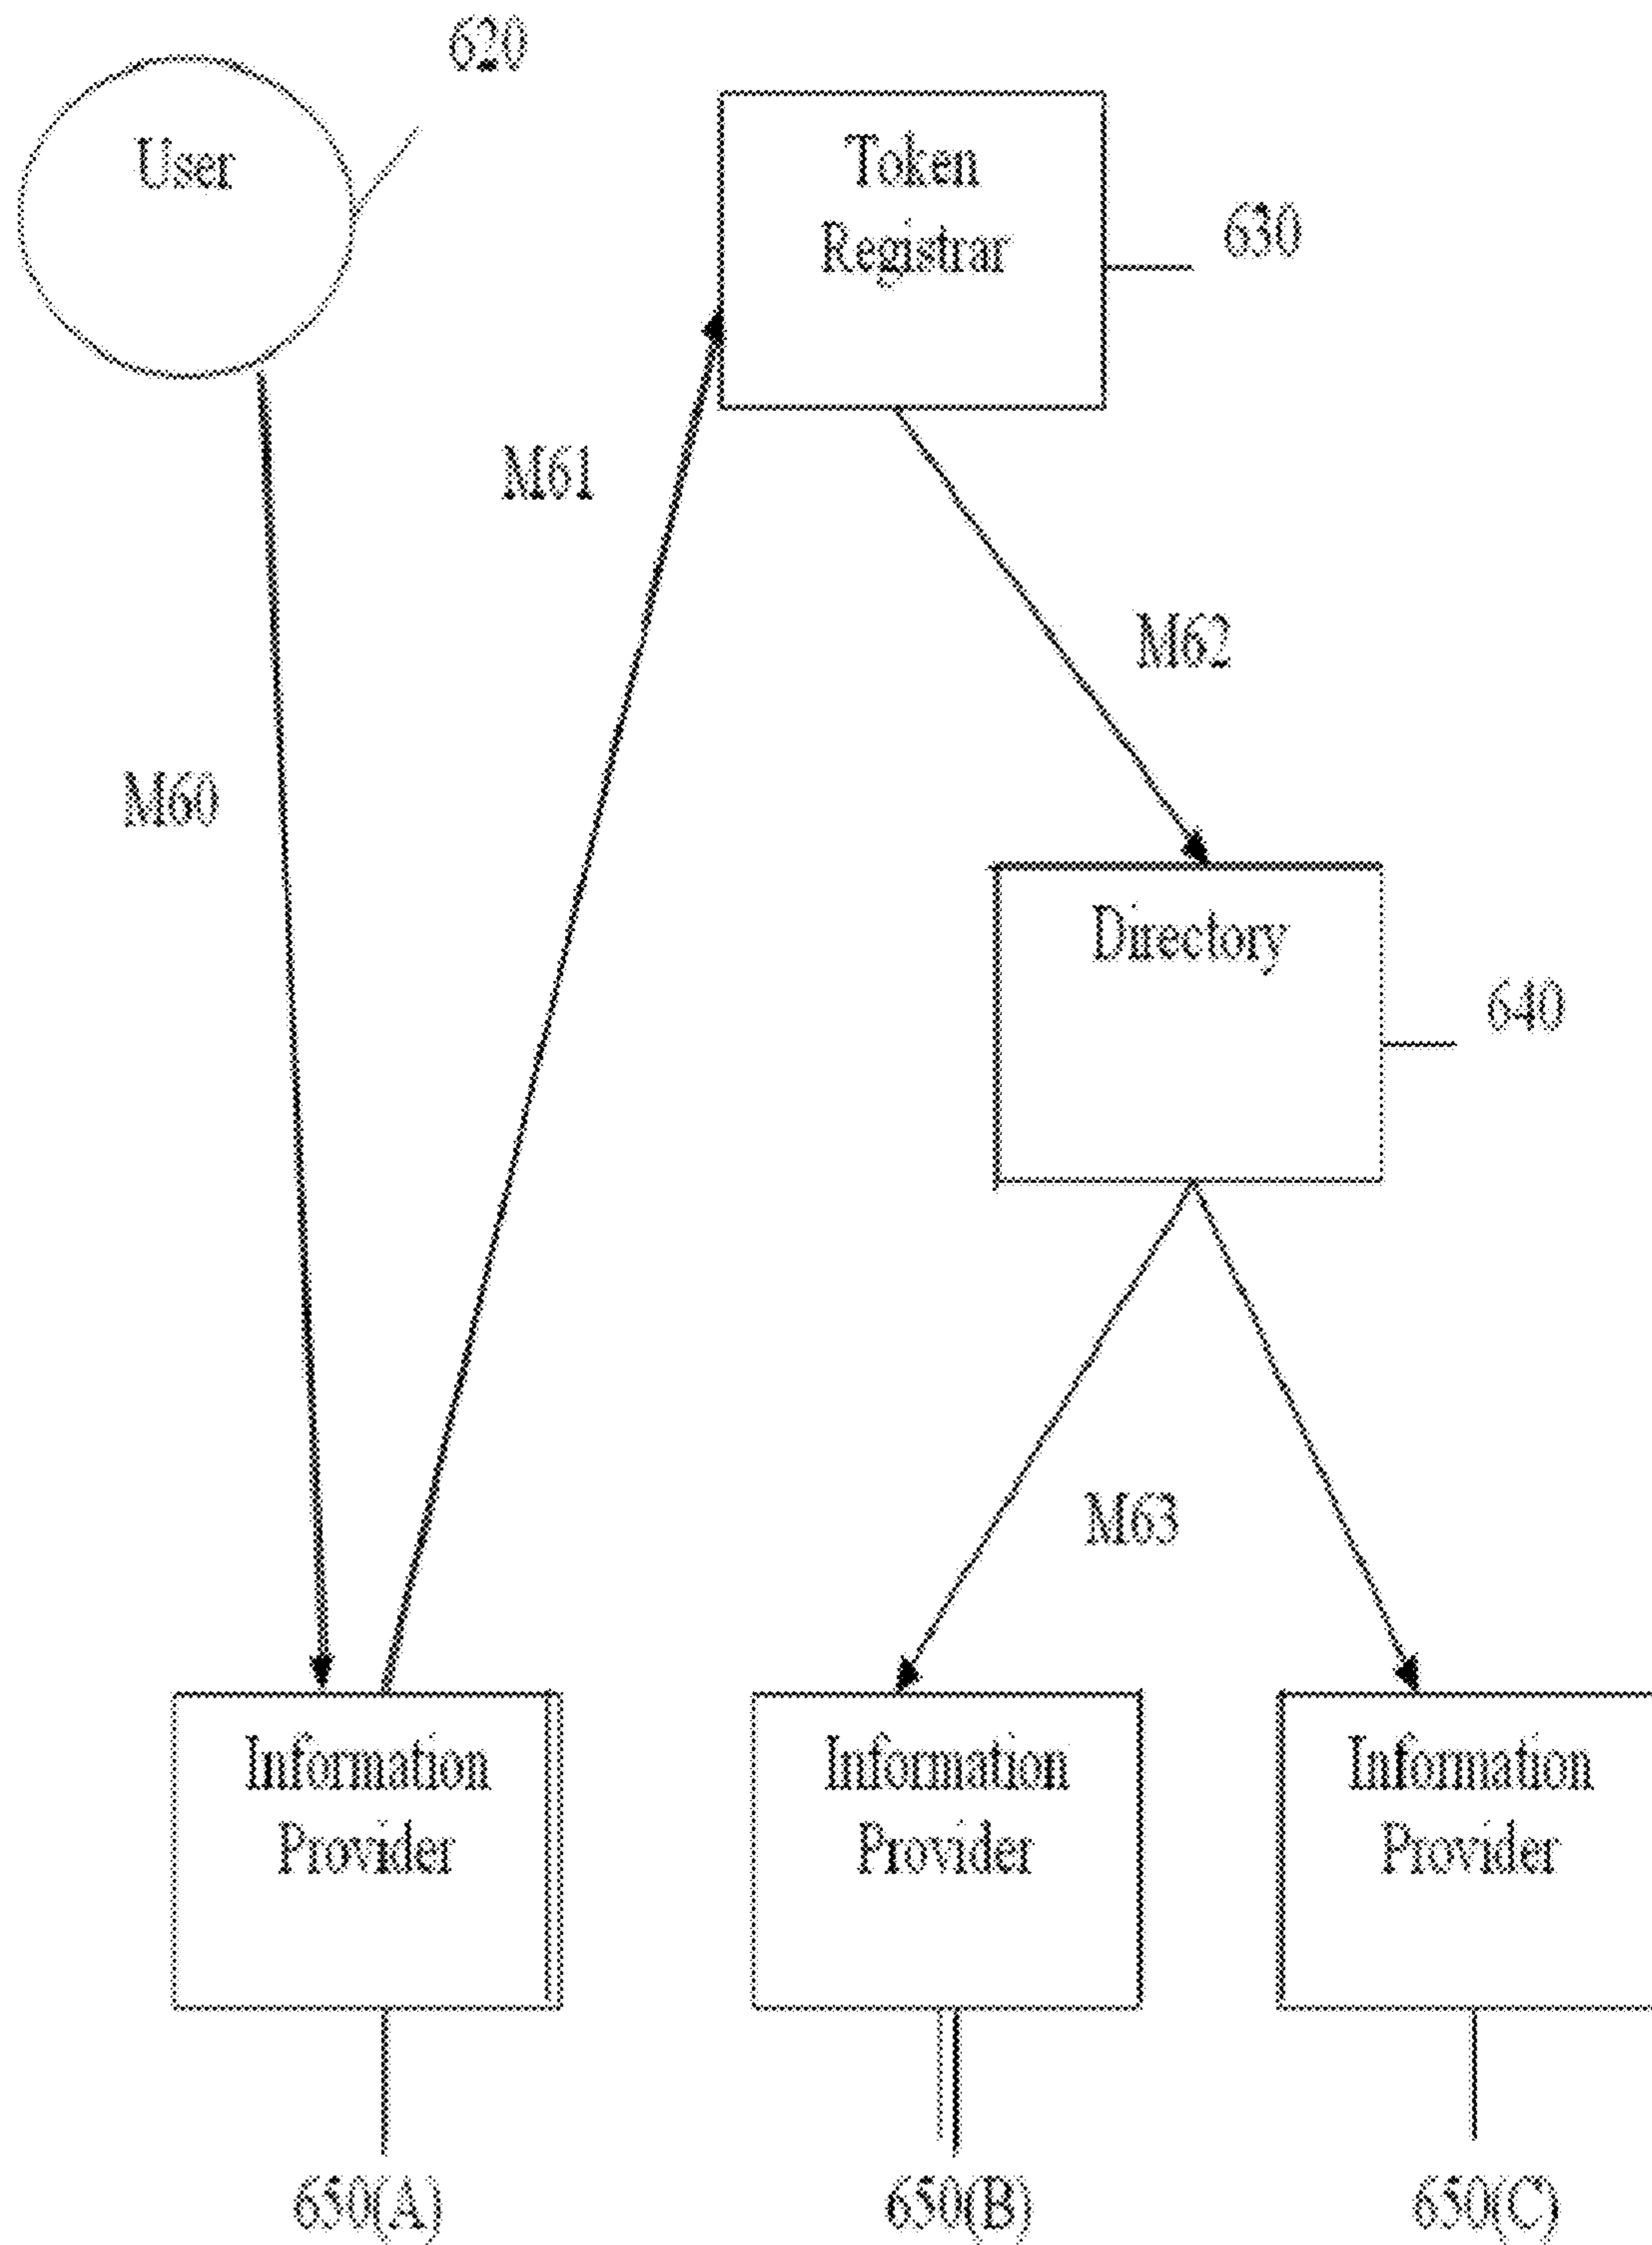 620
User
Token
Registrar
630
M61
M62
M60
Directory
640
M63
Information
Provider
Information
Provider
Information
Provider
650(A)
650(B)
650(C)